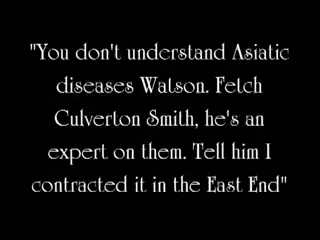 "You don't understand Asiatic
diseases Watson. Fetch
Culverton Smith, he's an
expert on them. Tell him I
contracted it in the East End"